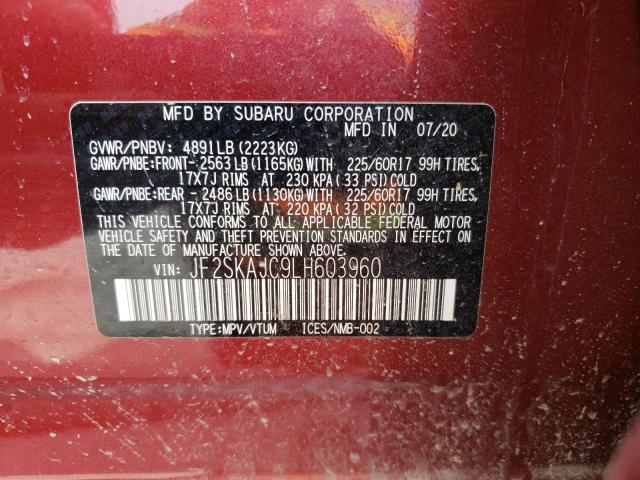 MFD BY SUBARU CORPORATION
MFD IN 07/20
GVWR/PNBV: 4891LB (2223KG)
GAWR/PNBE:FRONT-2563LB(1165KG)WITH 225/60R17 99H TIRES,
17X7J RIMS AT 230 KPA(33 PSI)COLD
GAWR/PNBE:REAR -2486LB(1130KG)WITH 225/60R17 99H TIRES,
17X7J RIMS AT 220 KPA(32 PSI)COLD
THIS VEHICLE CONFORMS TO ALL APPLICABLE FEDERAL MOTOR
VEHICLE SAFETY AND THEFT PREVENTION STANDARDS IN EFFECT ON
THE DATE OF MANUFACTURE SHOWN ABOVE.
VIN: JF2SKAJC9LH603960
TYPE:MPV/VTUM ICES/NMB-002